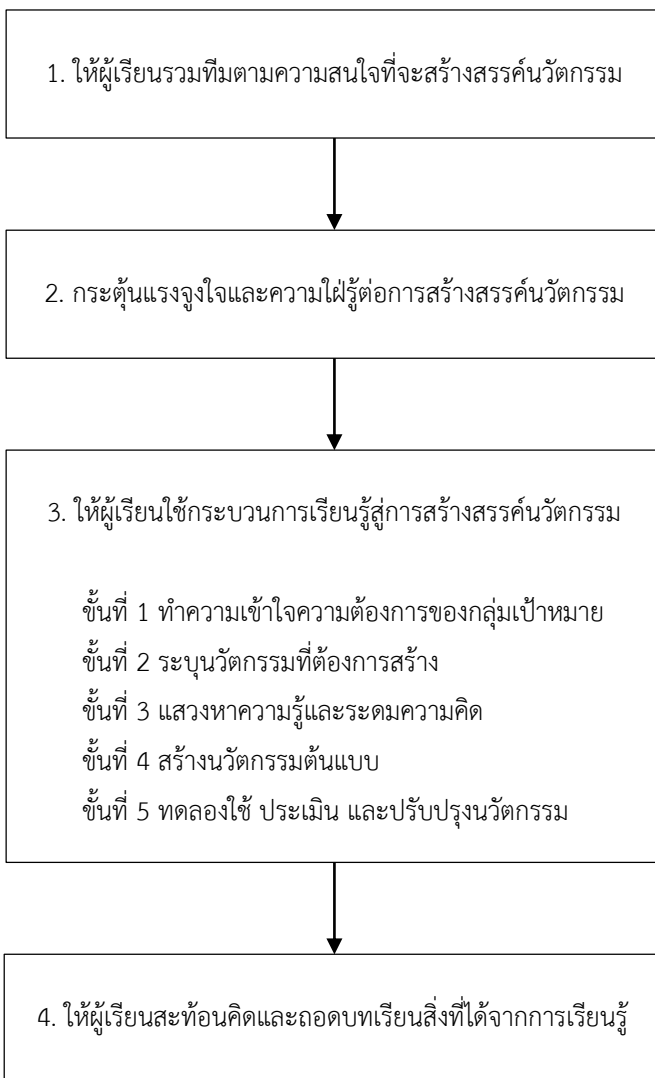 1. ให้ผู้เรียนรวมทีมตามความสนใจที่จะสร้างสรรค์นวัตกรรม
2. กระตุ้นแรงจูงใจและความใฝ่รู้ต่อการสร้างสรรค์นวัตกรรม
3. ให้ผู้เรียนใช้กระบวนการเรียนรู้สู่การสร้างสรรค์นวัตกรรม
ขั้นที่ 1 ทำความเข้าใจความต้องการของกลุ่มเป้าหมาย
ขั้นที่ 2 ระบุนวัตกรรมที่ต้องการสร้าง
ขั้นที่ 3 แสวงหาความรู้และระดมความคิด
ขั้นที่ 4 สร้างนวัตกรรมต้นแบบ
ขั้นที่ 5 ทดลองใช้ ประเมิน และปรับปรุงนวัตกรรม
4. ให้ผู้เรียนสะท้อนคิดและถอดบทเรียนสิ่งที่ได้จากการเรียนรู้